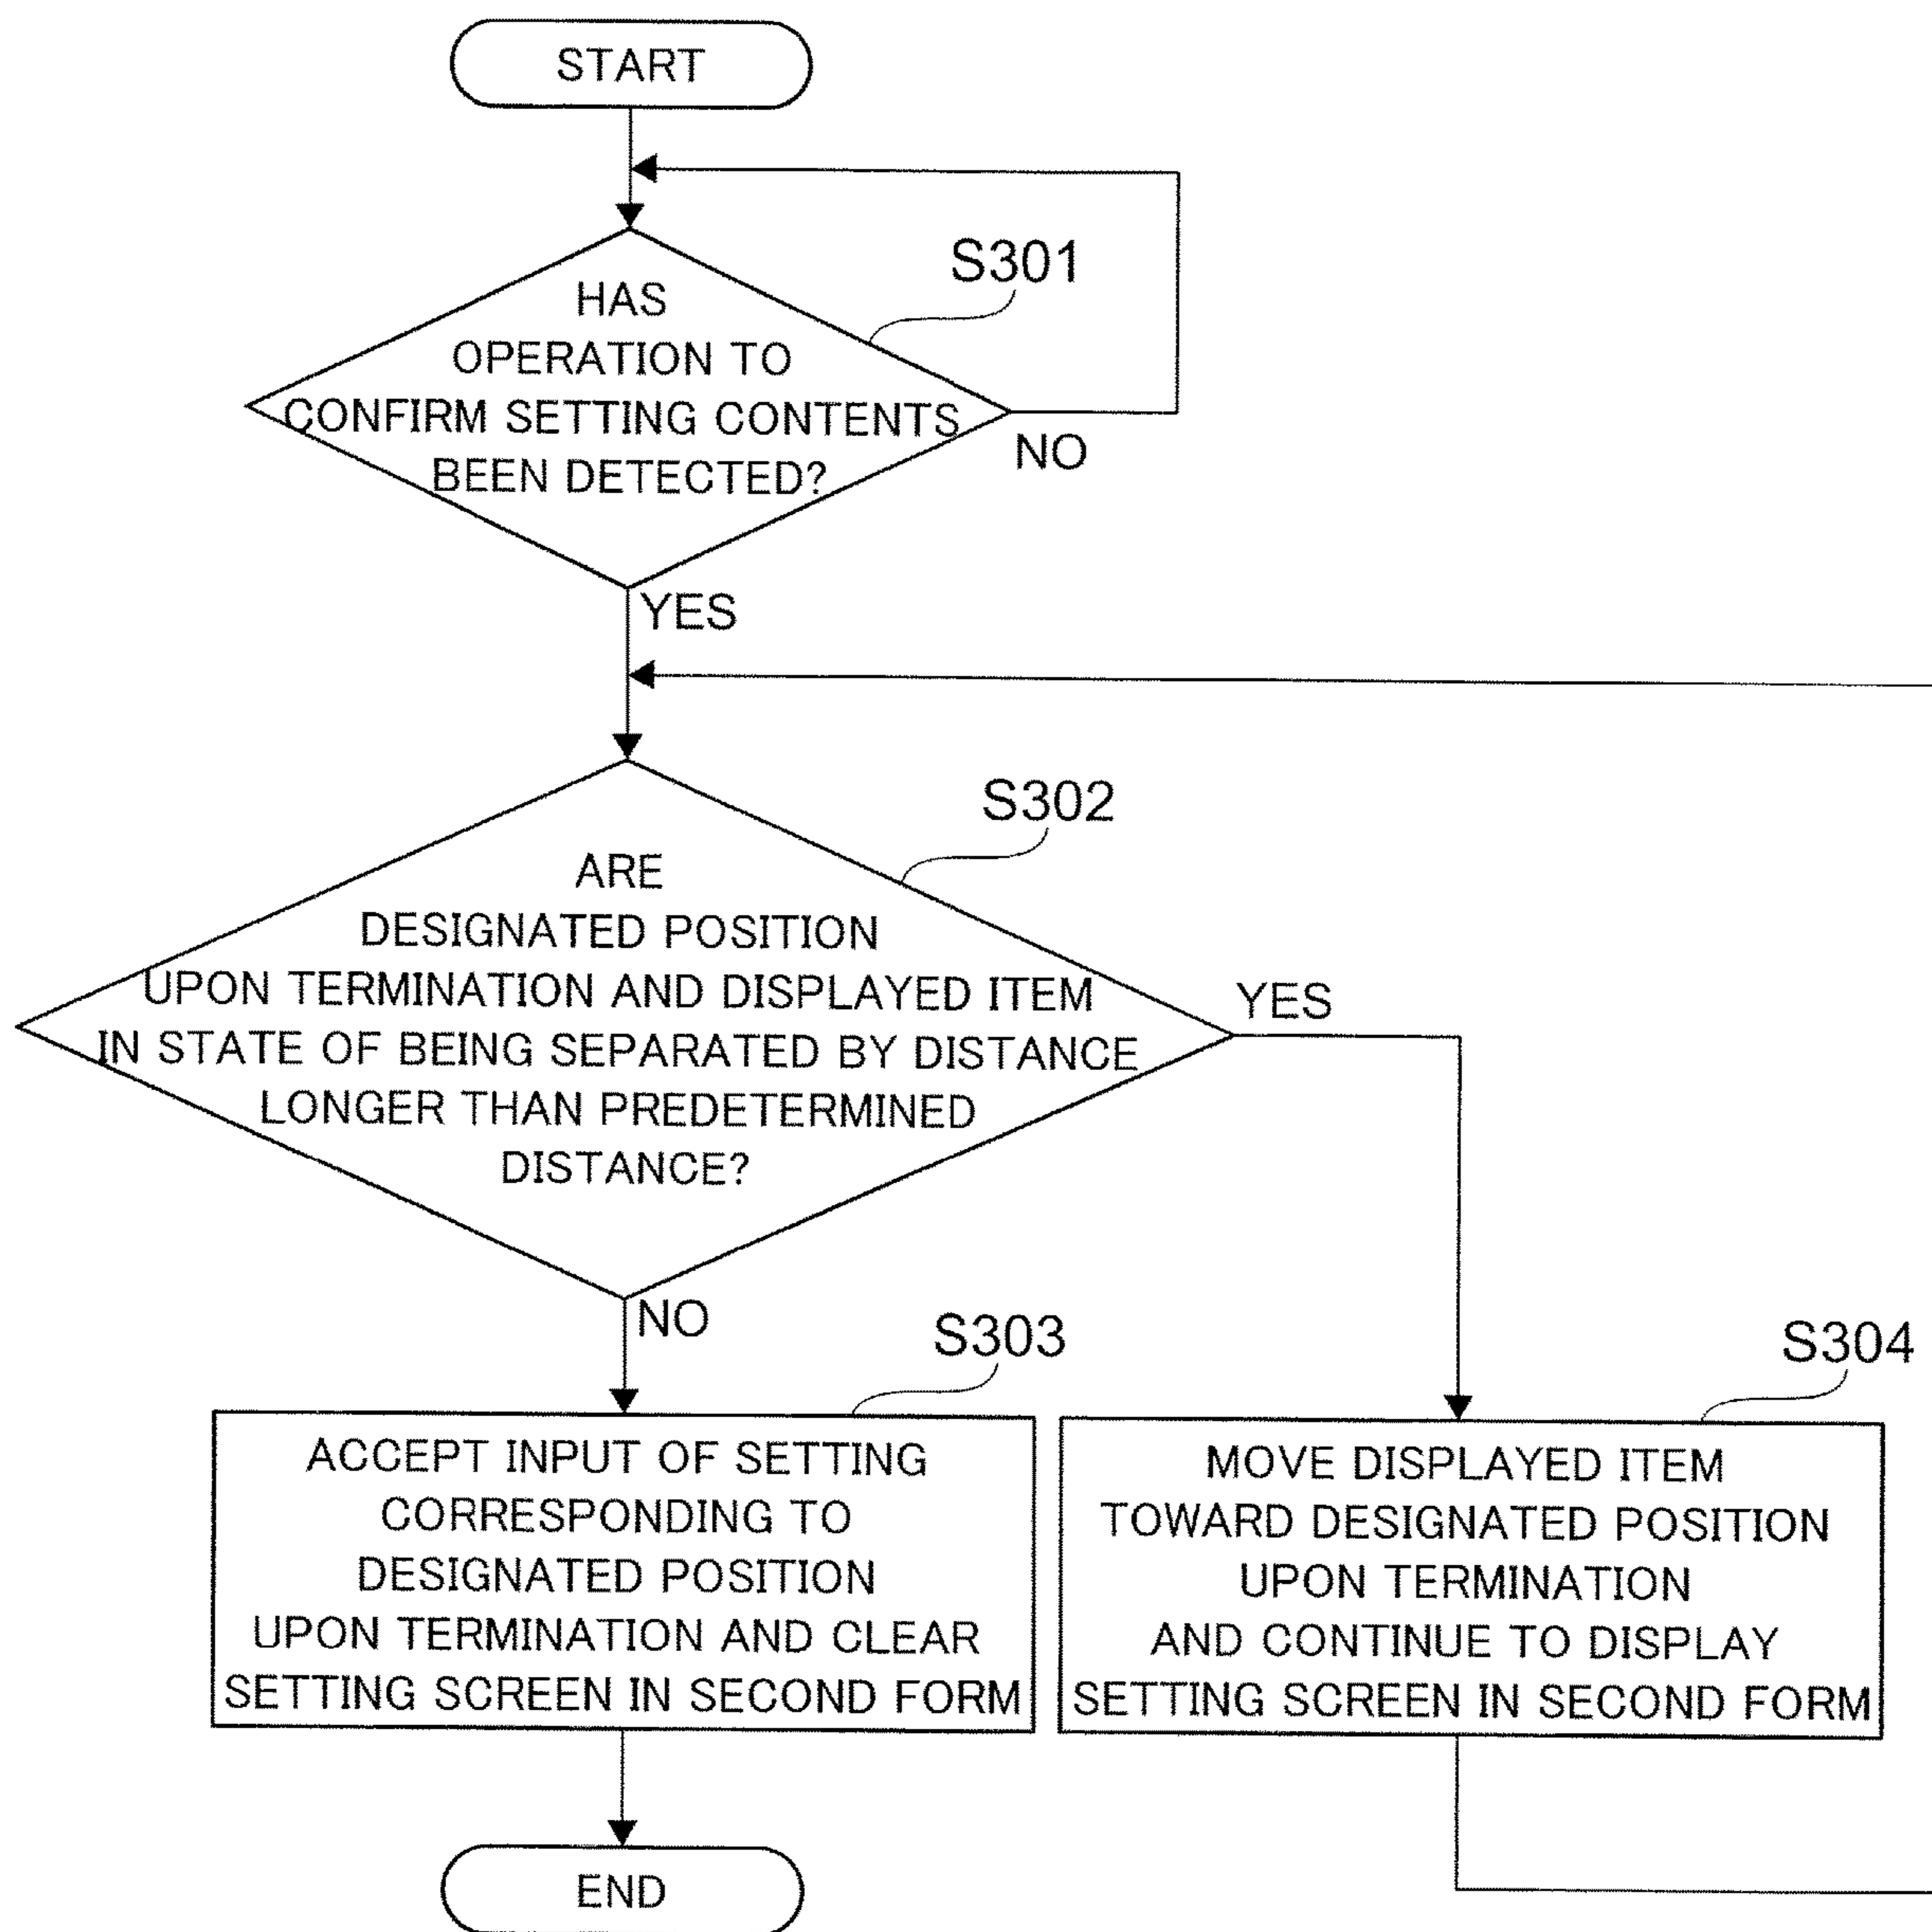 START
S301
HAS
OPERATION TO
CONFIRM SETTING CONTENTS
BEEN DETECTED?
NO
YES
S302
ARE
DESIGNATED POSITION
UPON TERMINATION AND DISPLAYED ITEM
IN STATE OF BEING SEPARATED BY DISTANCE
LONGER THAN PREDETERMINED
DISTANCE?
YES
NO
S303
ACCEPT INPUT OF SETTING
CORRESPONDING TO
DESIGNATED POSITION
UPON TERMINATION AND CLEAR
SETTING SCREEN IN SECOND FORM
S304
MOVE DISPLAYED ITEM
TOWARD DESIGNATED POSITION
UPON TERMINATION
AND CONTINUE TO DISPLAY
SETTING SCREEN IN SECOND FORM
END